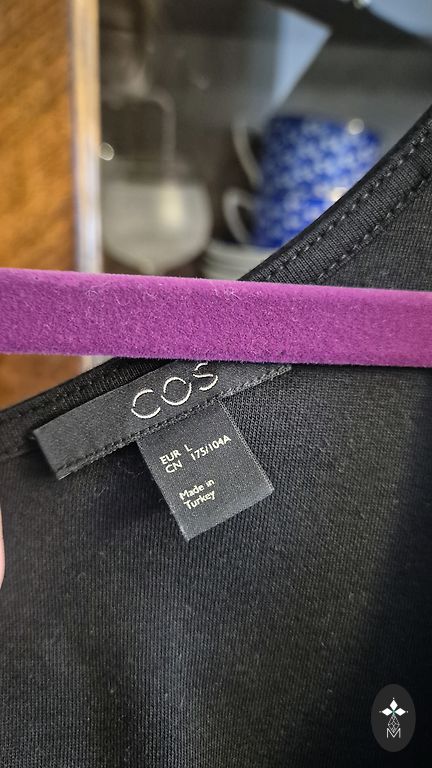 COS
EUR L
CN 175/104A
Made in
Turkey
M